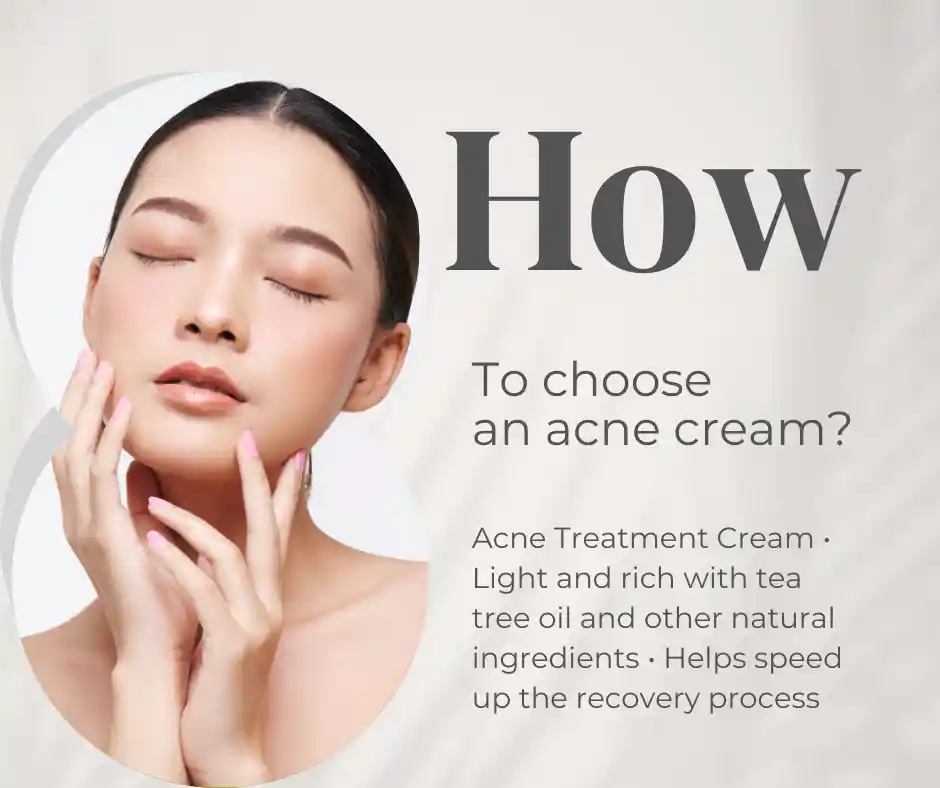 How
To choose
an acne cream?
Acne Treatment Cream •
Light and rich with tea
tree oil and other natural
ingredients • Helps speed
up the recovery process